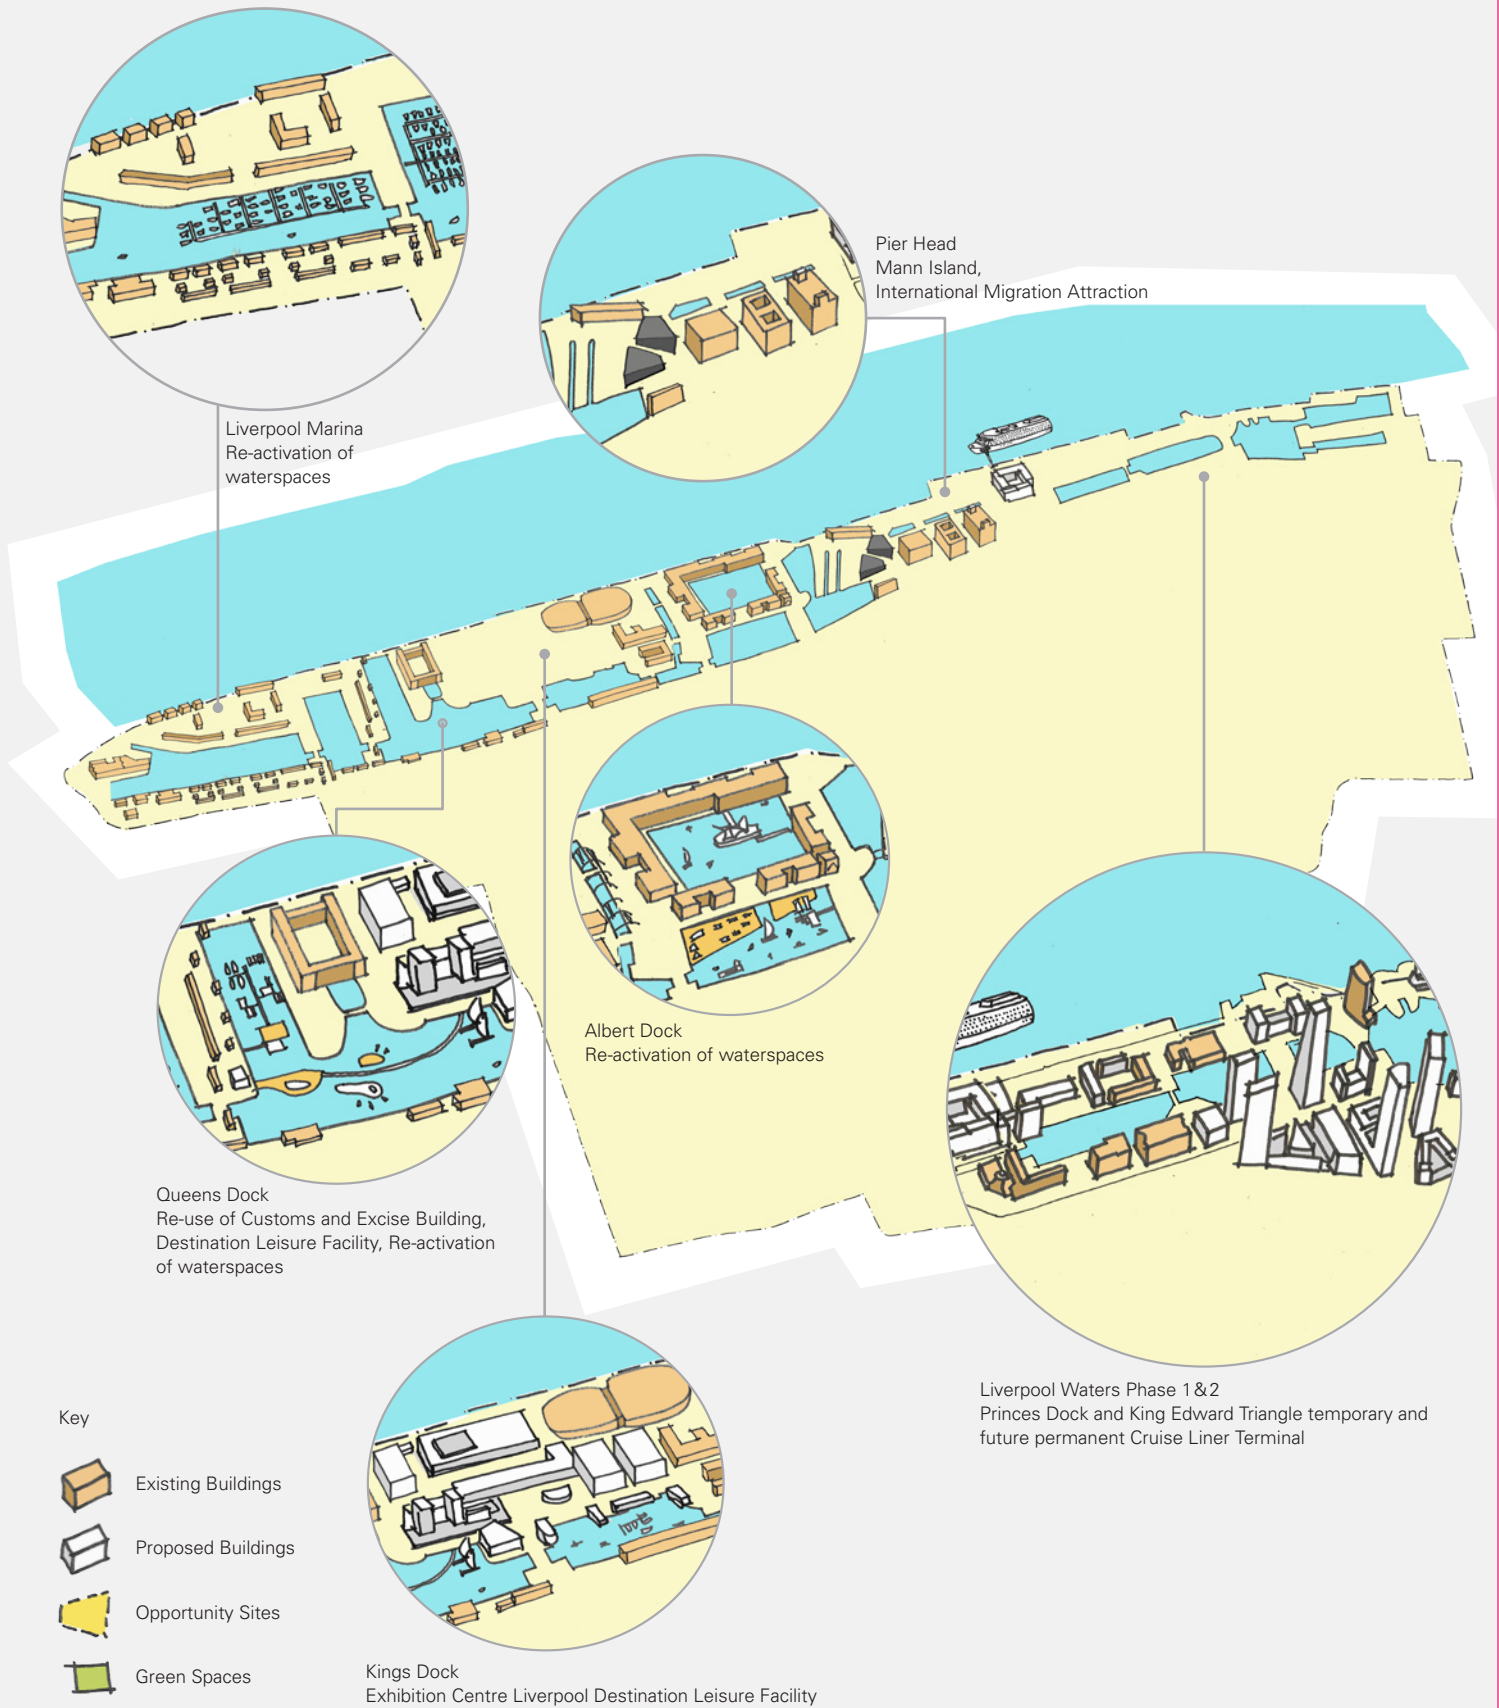 Pier Head
Mann Island,
International Migration Attraction
Liverpool Marina
Re-activation of
waterspaces
Albert Dock
Re-activation of waterspaces
Queens Dock
Re-use of Customs and Excise Building,
Destination Leisure Facility, Re-activation
of waterspaces
Liverpool Waters Phase 1&2
Princes Dock and King Edward Triangle temporary and
future permanent Cruise Liner Terminal
Key
Existing Buildings
Proposed Buildings
Opportunity Sites
Green Spaces
Kings Dock
Exhibition Centre Liverpool Destination Leisure Facility